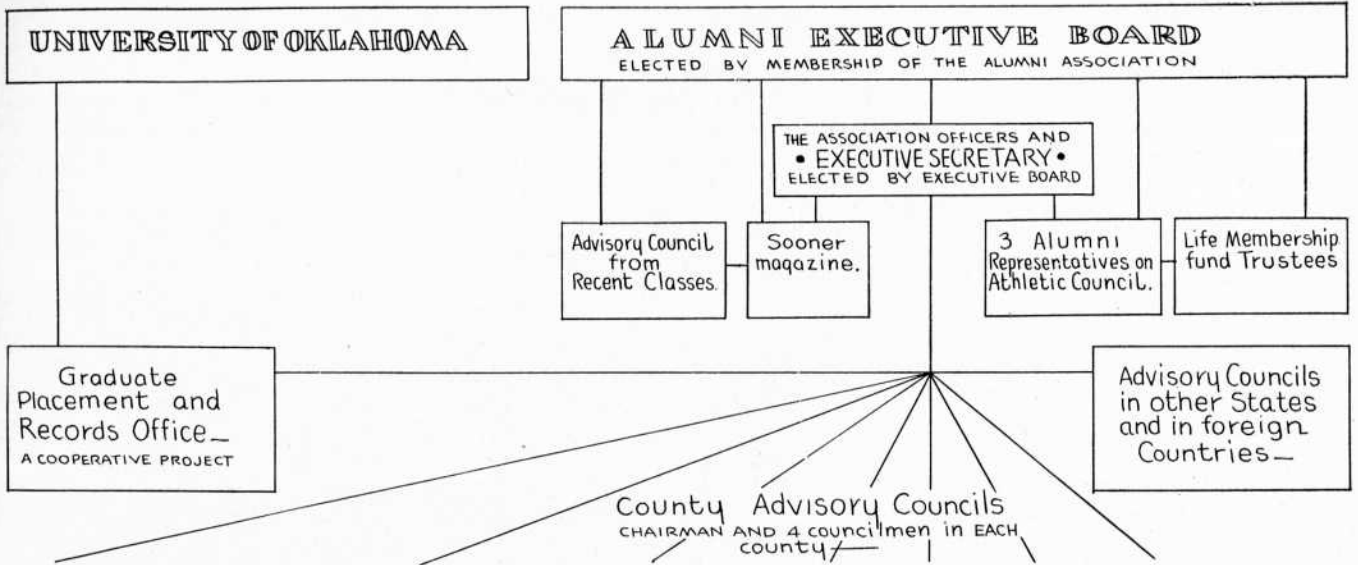 UNIVERSITY OF OKLAHOMA
ALUMNI EXECUTIVE BOARD
ELECTED BY MEMBERSHIP OF THE ALUMNI ASSOCIATION
THE ASSOCIATION OFFICERS AND
• EXECUTIVE SECRETARY •
ELECTED BY EXECUTIVE BOARD
Advisory Council
from
Recent Classes.
Sooner
magazine.
3 Alumni
Representatives on
Athletic Council.
Life Membership
fund Trustees
Graduate
Placement and
Records Office—
A COOPERATIVE PROJECT
Advisory Councils
in other States
and in foreign
Countries—
County Advisory Councils
CHAIRMAN AND 4 councilmen in EACH
county—